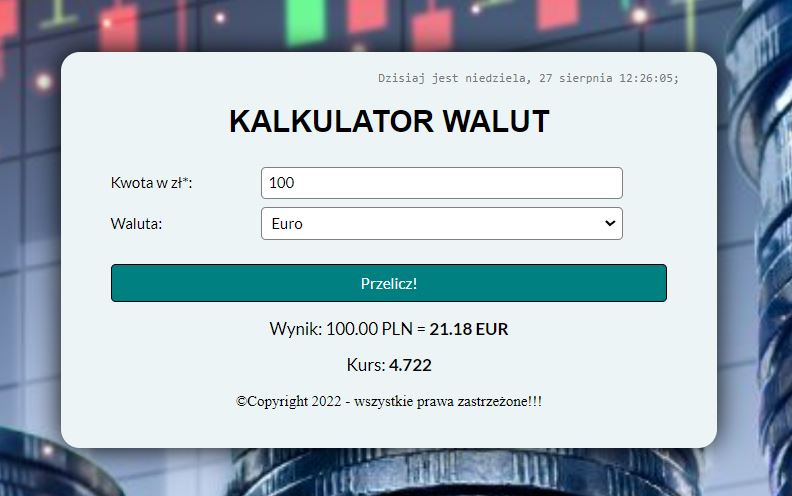 Dzisiaj jest niedziela, 27 sierpnia 12:26:05;
KALKULATOR WALUT
Kwota w zł*: 100
Waluta: Euro
Przelicz!
Wynik: 100.00 PLN = 21.18 EUR
Kurs: 4.722
©Copyright 2022 - wszystkie prawa zastrzeżone!!!